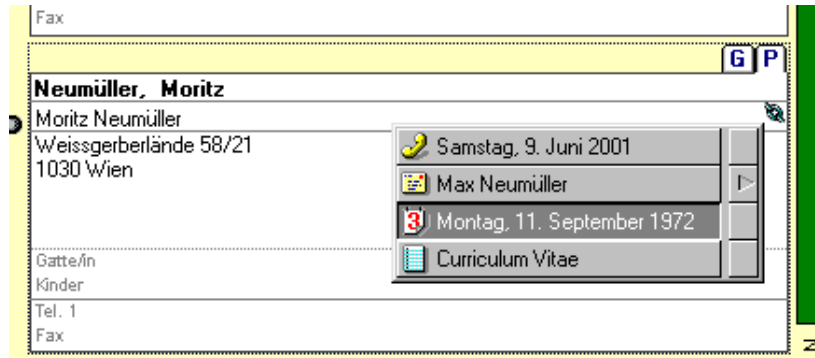 Fax
G P
Neumüller, Moritz
Moritz Neumüller
Weissgerberlände 58/21
1030 Wien
Samstag, 9. Juni 2001
Max Neumüller
3 Montag, 11. September 1972
Curriculum Vitae
Gatte/in
Kinder
Tel. 1
Fax
N